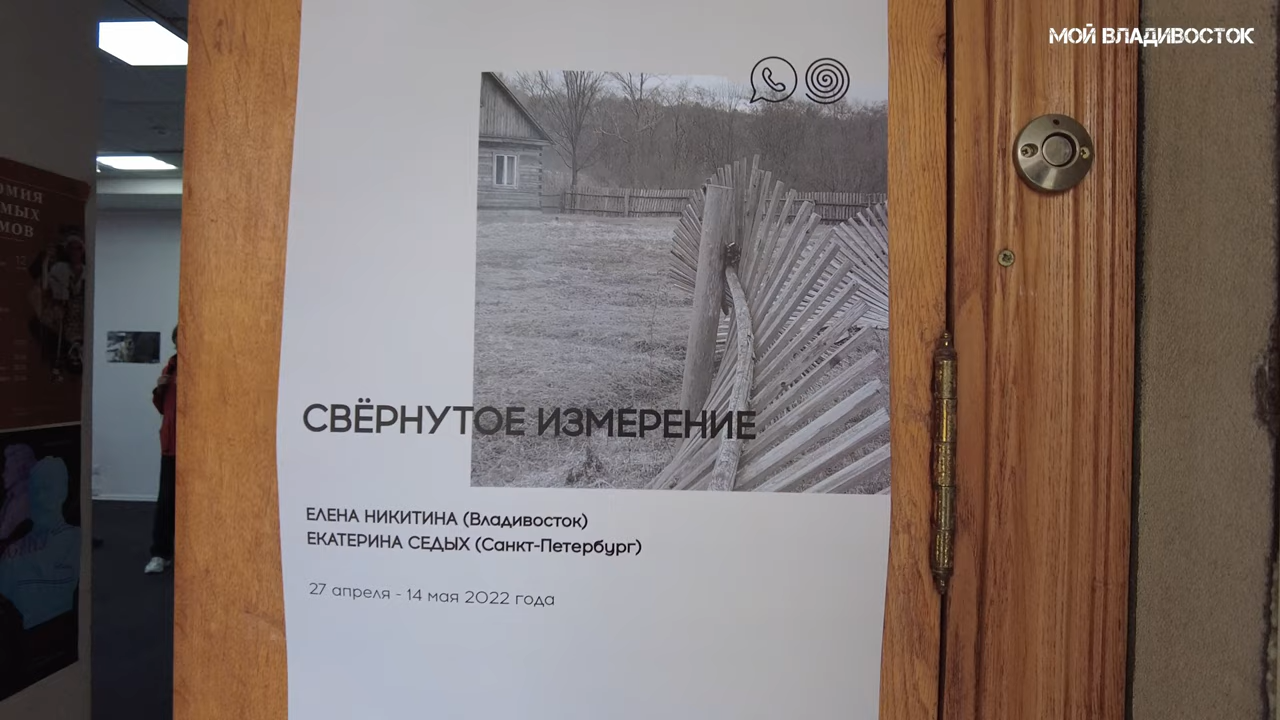 МОЙ ВЛАДИВОСТОК
СВЁРНУТОЕ ИЗМЕРЕНИЕ
ЕЛЕНА НИКИТИНА (Владивосток)
ЕКАТЕРИНА СЕДЫХ (Санкт-Петербург)
27 апреля - 14 мая 2022 года